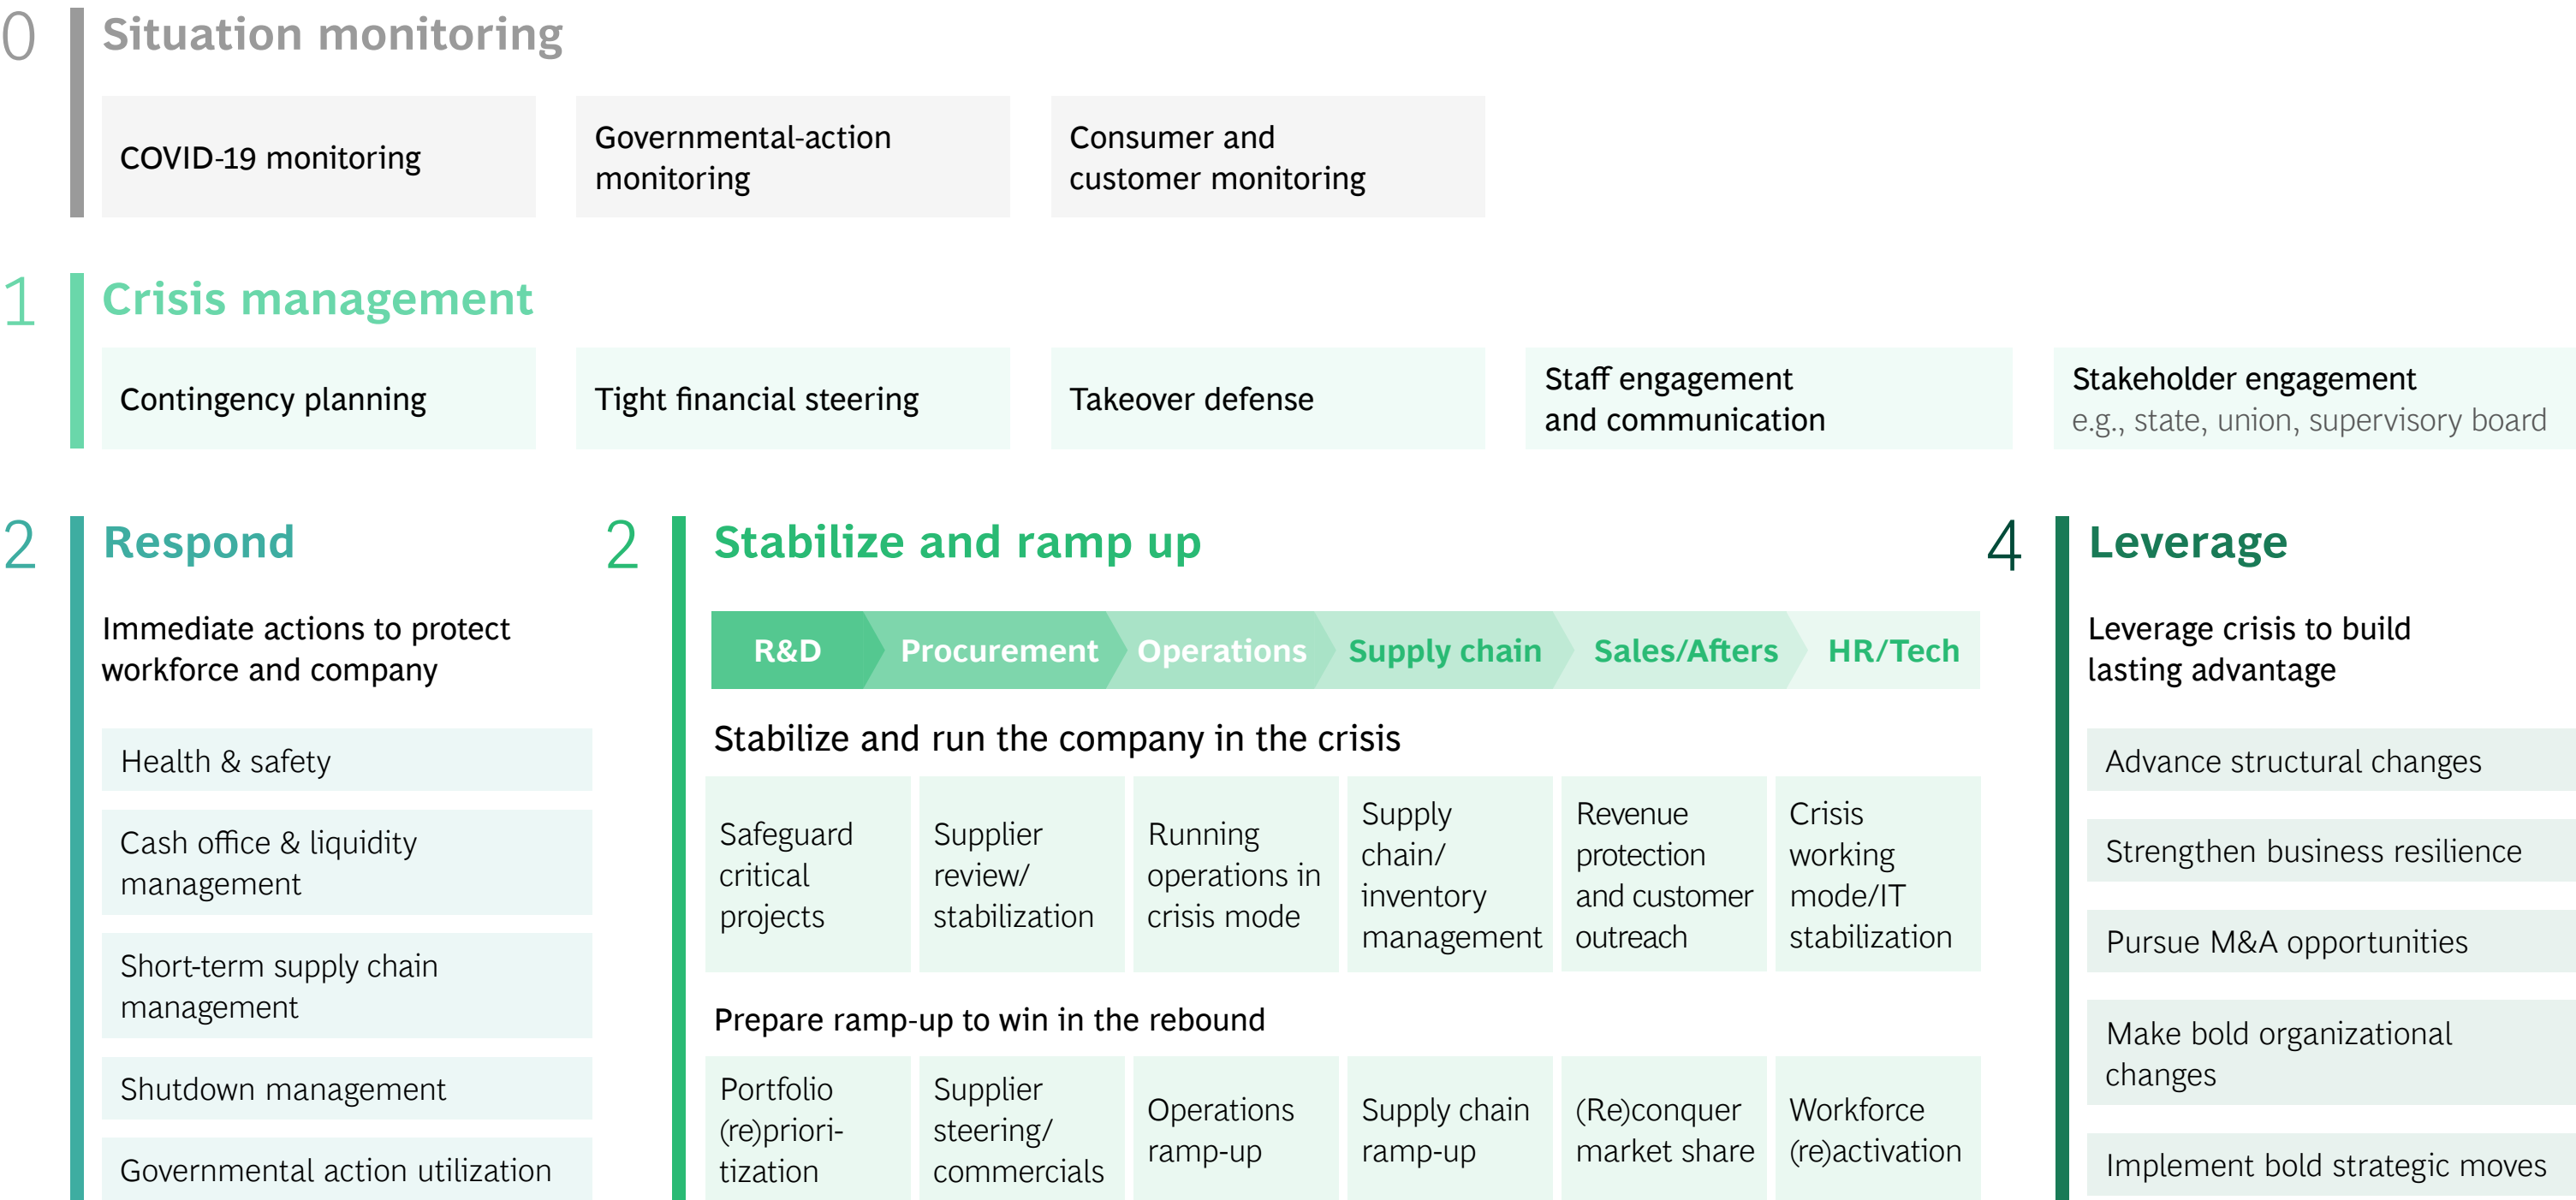 0
Situation monitoring
COVID-19 monitoring
Governmental-action
monitoring
Consumer and
customer monitoring
1
Crisis management
Contingency planning
Tight financial steering
Takeover defense
Staff engagement
and communication
Stakeholder engagement
e.g., state, union, supervisory board
2
Respond
Immediate actions to protect
workforce and company
Health & safety
Cash office & liquidity
management
Short-term supply chain
management
Shutdown management
Governmental action utilization
2
Stabilize and ramp up
R&D
Procurement
Operations
Supply chain
Sales/Afters
HR/Tech
Stabilize and run the company in the crisis
Safeguard
critical
projects
Supplier
review/
stabilization
Running
operations in
crisis mode
Supply
chain/
inventory
management
Revenue
protection
and customer
outreach
Crisis
working
mode/IT
stabilization
Prepare ramp-up to win in the rebound
Portfolio
(re)priori-
tization
Supplier
steering/
commercials
Operations
ramp-up
Supply chain
ramp-up
(Re)conquer
market share
Workforce
(re)activation
4
Leverage
Leverage crisis to build
lasting advantage
Advance structural changes
Strengthen business resilience
Pursue M&A opportunities
Make bold organizational
changes
Implement bold strategic moves